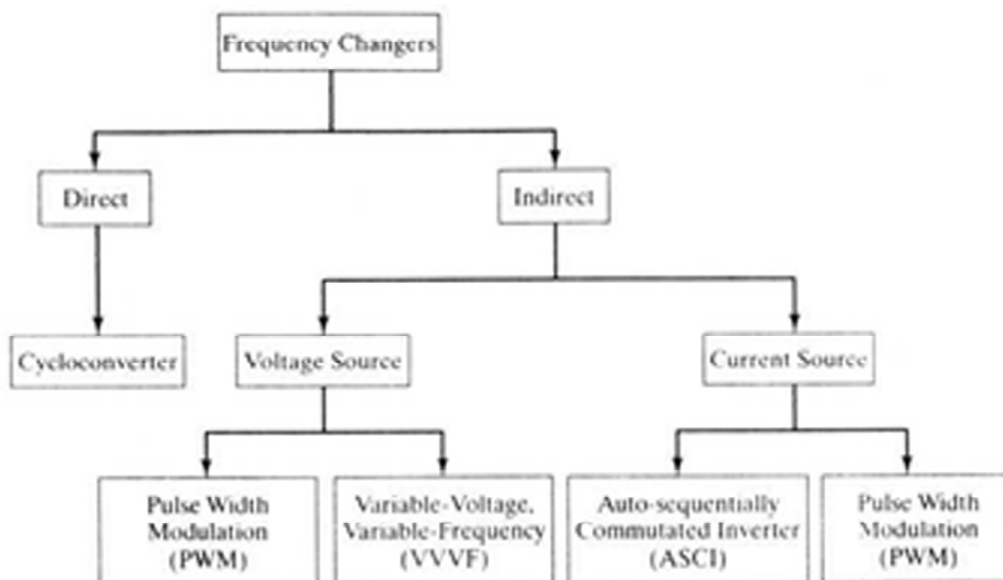 Frequency Changers
Direct
Indirect
Cycloconverter
Voltage Source
Current Source
Pulse Width
Modulation
(PWM)
Variable-Voltage,
Variable-Frequency
(VVVF)
Auto-sequentially
Commutated Inverter
(ASCI)
Pulse Width
Modulation
(PWM)